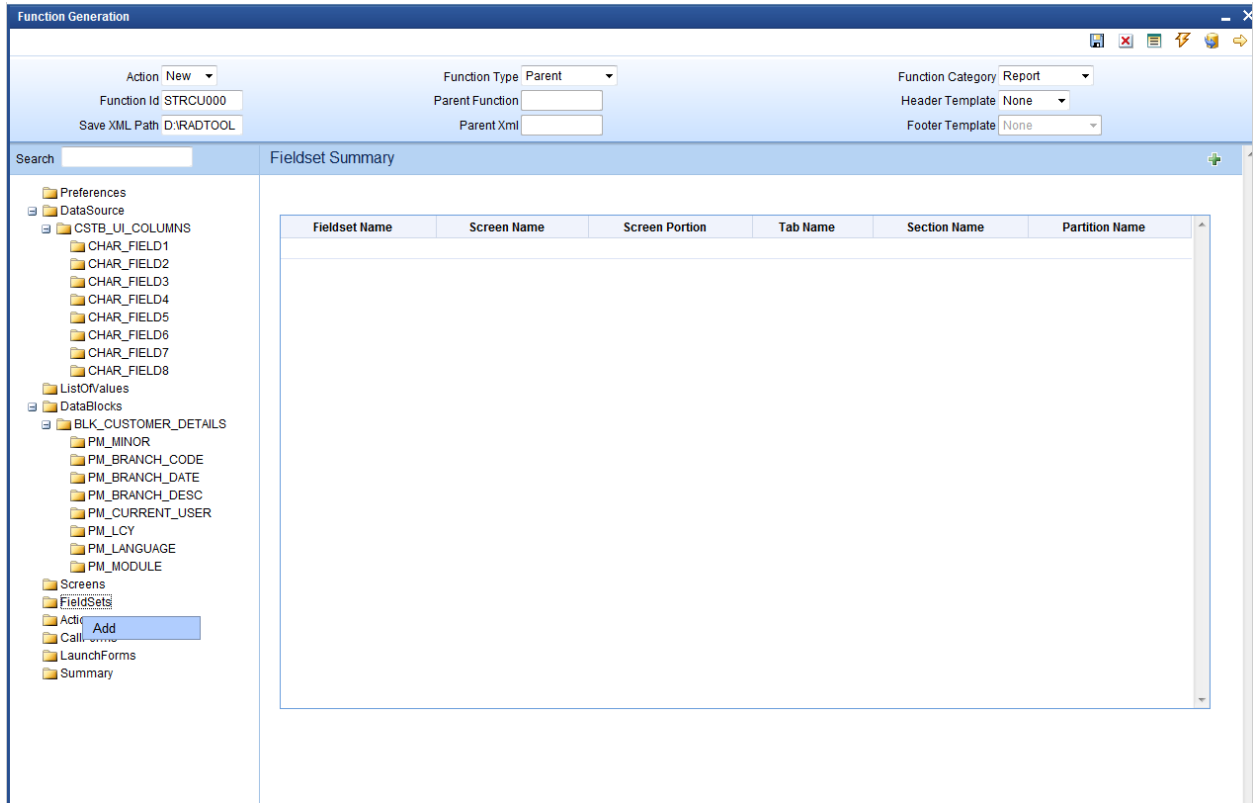 Function Generation
Action New Function Type Parent Function Category Report
Function Id STRCU000 Parent Function Header Template None
Save XML Path D:\RADTOOL Parent Xml Footer Template None
Search Fieldset Summary
Preferences
DataSource
CSTB_UI_COLUMNS
CHAR_FIELD1
CHAR_FIELD2
CHAR_FIELD3
CHAR_FIELD4
CHAR_FIELD5
CHAR_FIELD6
CHAR_FIELD7
CHAR_FIELD8
ListOfValues
DataBlocks
BLK_CUSTOMER_DETAILS
PM_MINOR
PM_BRANCH_CODE
PM_BRANCH_DATE
PM_BRANCH_DESC
PM_CURRENT_USER
PM_LCY
PM_LANGUAGE
PM_MODULE
Screens
FieldSets
Add
LaunchForms
Summary
Fieldset Name Screen Name Screen Portion Tab Name Section Name Partition Name